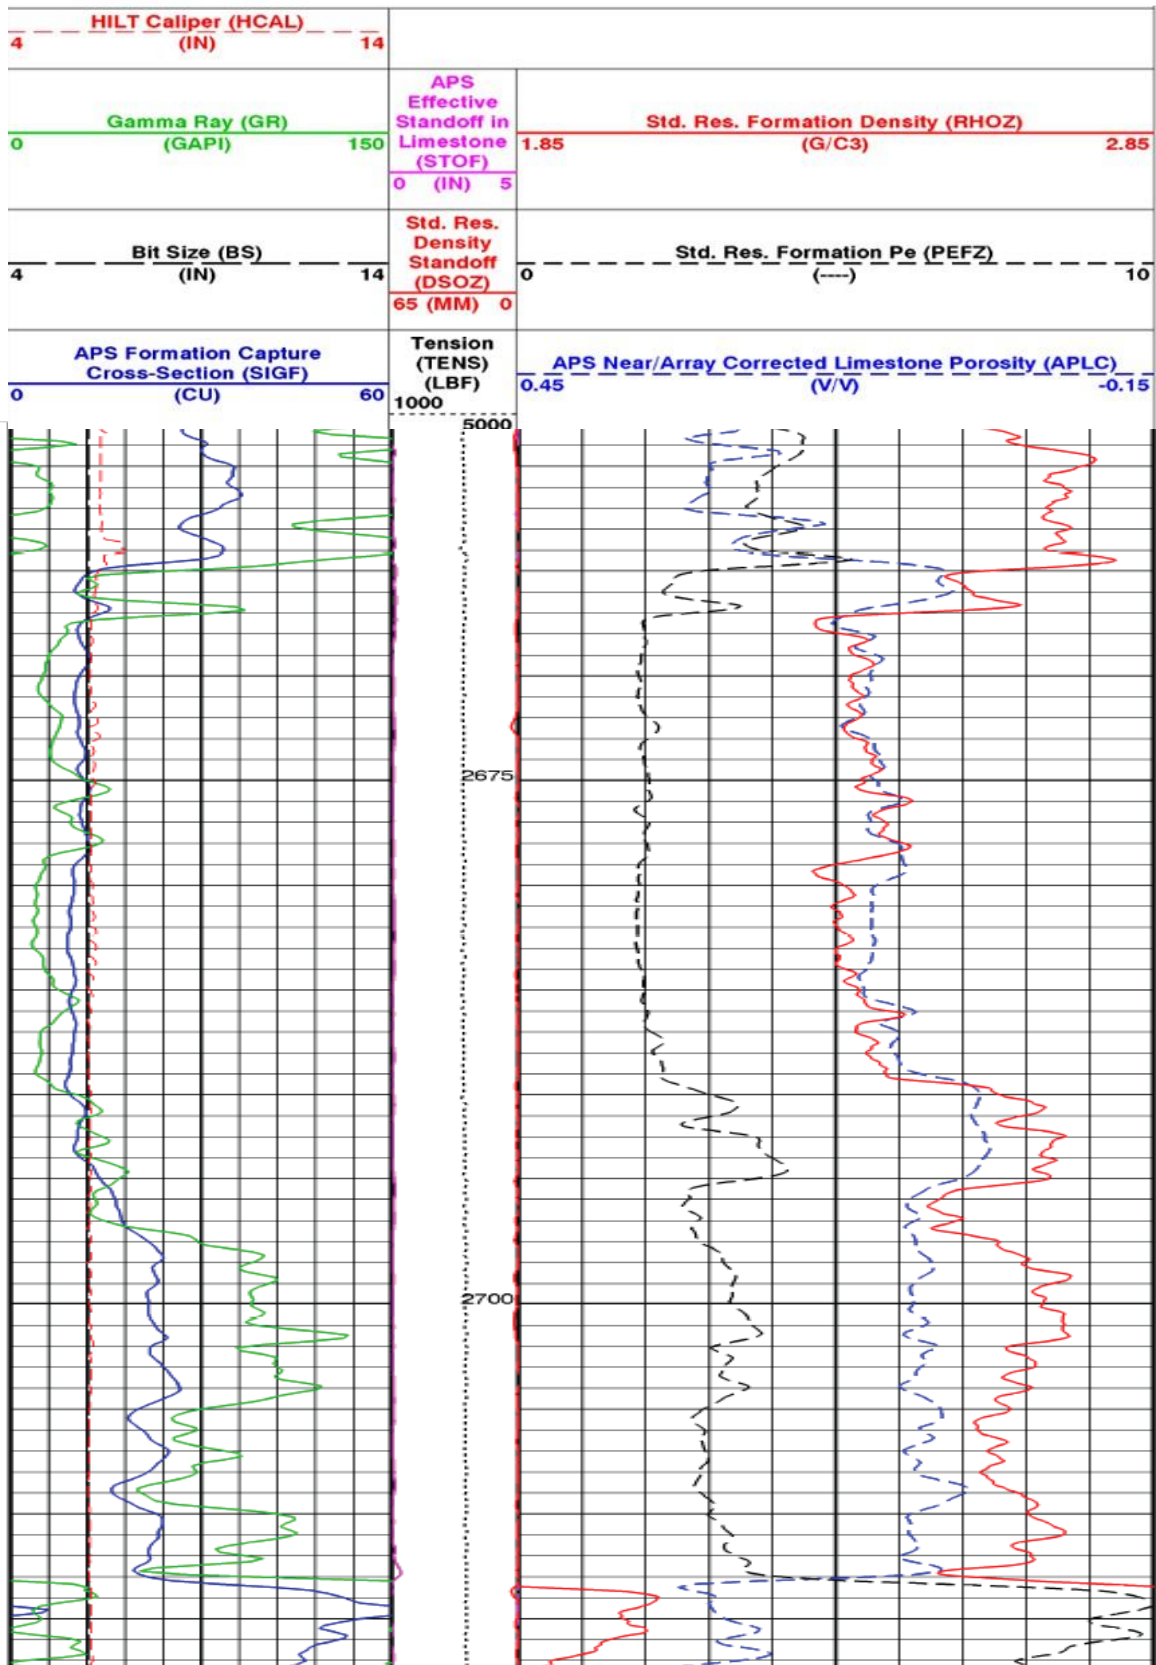 HILT Caliper (HCAL)
4 (IN) 14
Gamma Ray (GR)
0 (GAPI) 150
APS
Effective
Standoff in
Limestone
(STOF)
0 (IN) 5
Std. Res. Formation Density (RHOZ)
1.85 (G/C3) 2.85
Bit Size (BS)
4 (IN) 14
Std. Res.
Density
Standoff
(DSOZ)
65 (MM) 0
Std. Res. Formation Pe (PEFZ)
0 (----) 10
APS Formation Capture
Cross-Section (SIGF)
0 (CU) 60
Tension
(TENS)
(LBF)
1000
5000
APS Near/Array Corrected Limestone Porosity (APLC)
0.45 (V/V) -0.15
2675
2700